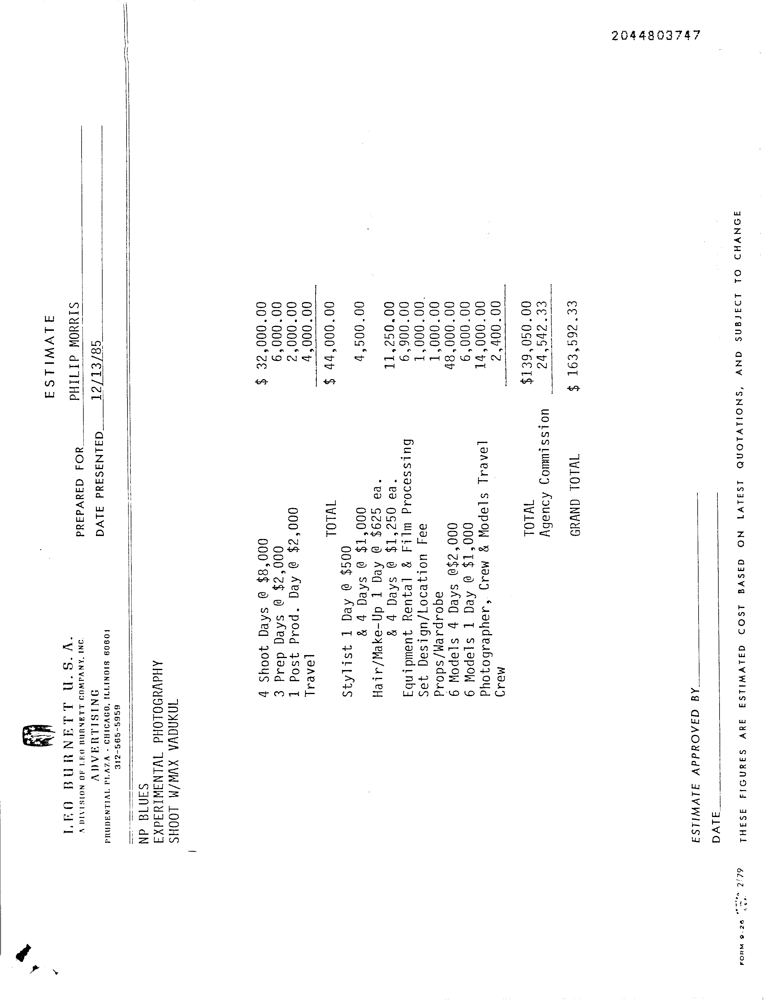 2044803747
LEO BURNETT U.S.A.
A DIVISION OF LEO BURNETT COMPANY, INC
ADVERTISING
PRUDENTIAL PLAZA - CHICAGO, ILLINOIS 60601
312-565-5959
ESTIMATE
PREPARED FOR PHILIP MORRIS
DATE PRESENTED 12/13/85
NP BLUES
EXPERIMENTAL PHOTOGRAPHY
SHOOT W/MAX VADUKUL
4 Shoot Days @ $8,000 $ 32,000.00
3 Prep Days @ $2,000 6,000.00
1 Post Prod. Day @ $2,000 2,000.00
Travel 4,000.00
TOTAL $ 44,000.00
Stylist 1 Day @ $500
& 4 Days @ $1,000 4,500.00
Hair/Make-Up 1 Day @ $625 ea.
& 4 Days @ $1,250 ea. 11,250.00
Equipment Rental & Film Processing 6,900.00
Set Design/Location Fee 1,000.00
Props/Wardrobe 1,000.00
6 Models 4 Days @$2,000 48,000.00
6 Models 1 Day @ $1,000 6,000.00
Photographer, Crew & Models Travel 14,000.00
Crew 2,400.00
TOTAL $139,050.00
Agency Commission 24,542.33
GRAND TOTAL $ 163,592.33
ESTIMATE APPROVED BY
DATE
THESE FIGURES ARE ESTIMATED COST BASED ON LATEST QUOTATIONS, AND SUBJECT TO CHANGE
FORM 9-26 2/79